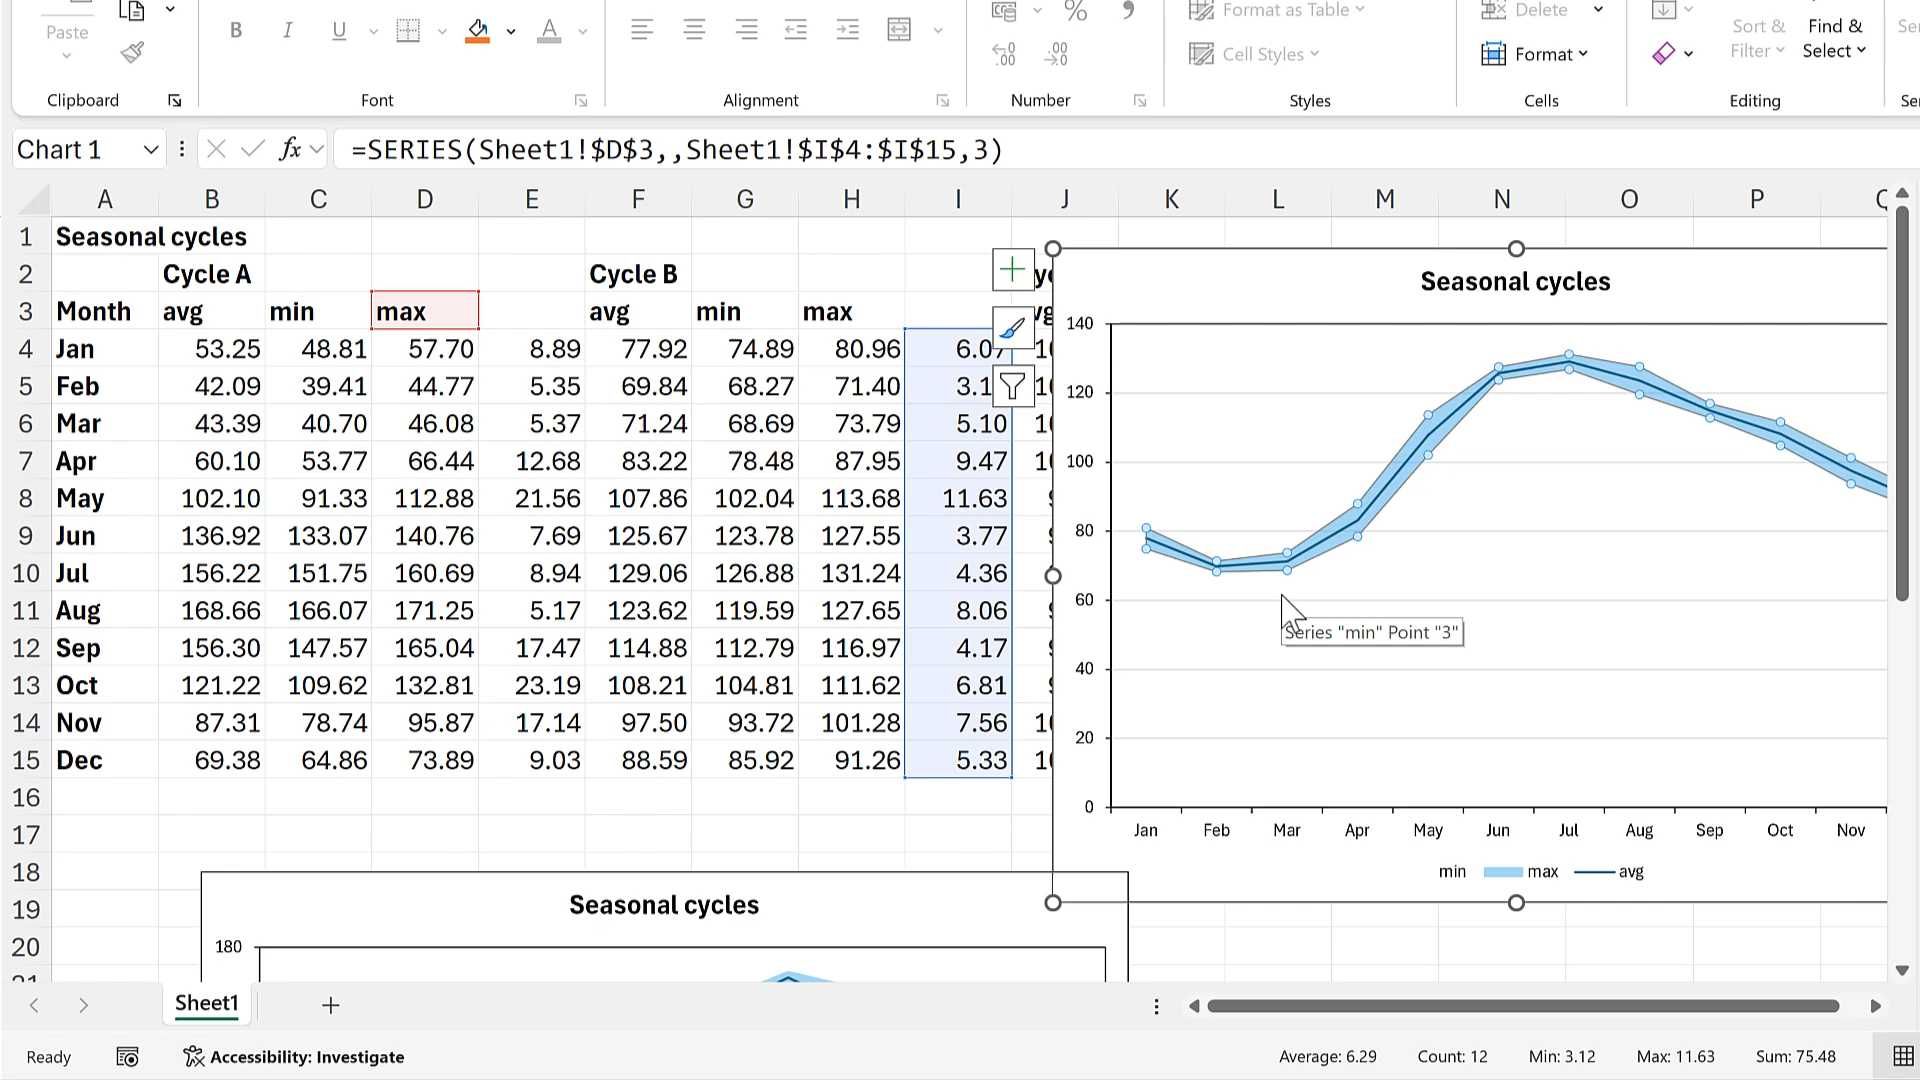 Paste
B I U A
% 9
.00 .00
Format as Table
Cell Styles
Delete
Format
Sort &
Filter
Find &
Select
Clipboard Font Alignment Number Styles Cells Editing
Chart 1 fx =SERIES(Sheet1!$D$3,,Sheet1!$I$4:$I$15,3)
A B C D E F G H I J K L M N O P
1 Seasonal cycles
2 Cycle A Cycle B
3 Month avg min max avg min max
4 Jan 53.25 48.81 57.70 8.89 77.92 74.89 80.96 6.07
5 Feb 42.09 39.41 44.77 5.35 69.84 68.27 71.40 3.1
6 Mar 43.39 40.70 46.08 5.37 71.24 68.69 73.79 5.10
7 Apr 60.10 53.77 66.44 12.68 83.22 78.48 87.95 9.47
8 May 102.10 91.33 112.88 21.56 107.86 102.04 113.68 11.63
9 Jun 136.92 133.07 140.76 7.69 125.67 123.78 127.55 3.77
10 Jul 156.22 151.75 160.69 8.94 129.06 126.88 131.24 4.36
11 Aug 168.66 166.07 171.25 5.17 123.62 119.59 127.65 8.06
12 Sep 156.30 147.57 165.04 17.47 114.88 112.79 116.97 4.17
13 Oct 121.22 109.62 132.81 23.19 108.21 104.81 111.62 6.81
14 Nov 87.31 78.74 95.87 17.14 97.50 93.72 101.28 7.56
15 Dec 69.38 64.86 73.89 9.03 88.59 85.92 91.26 5.33
16
17
18
19
20
Seasonal cycles
140
120
100
80
60
40
20
0
Series "min" Point "3"
Jan Feb Mar Apr May Jun Jul Aug Sep Oct Nov
min max avg
Seasonal cycles
180
Sheet1
Ready
Accessibility: Investigate
Average: 6.29 Count: 12 Min: 3.12 Max: 11.63 Sum: 75.48